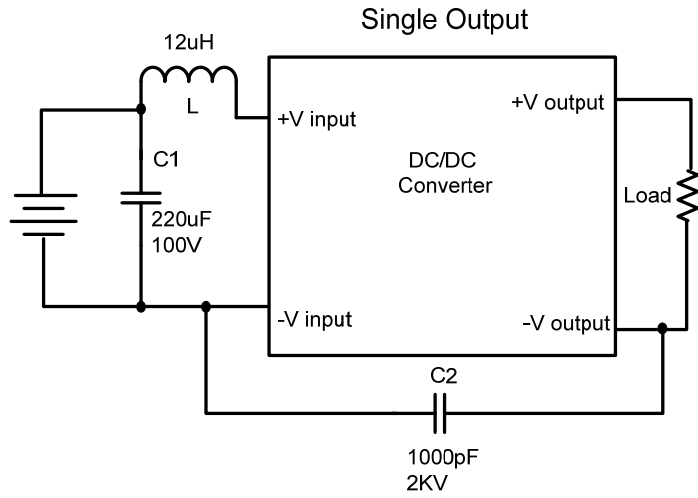 Single Output
12uH
L
+V input
+V output
C1
DC/DC
Converter
Load
220uF
100V
-V input
-V output
C2
1000pF
2KV